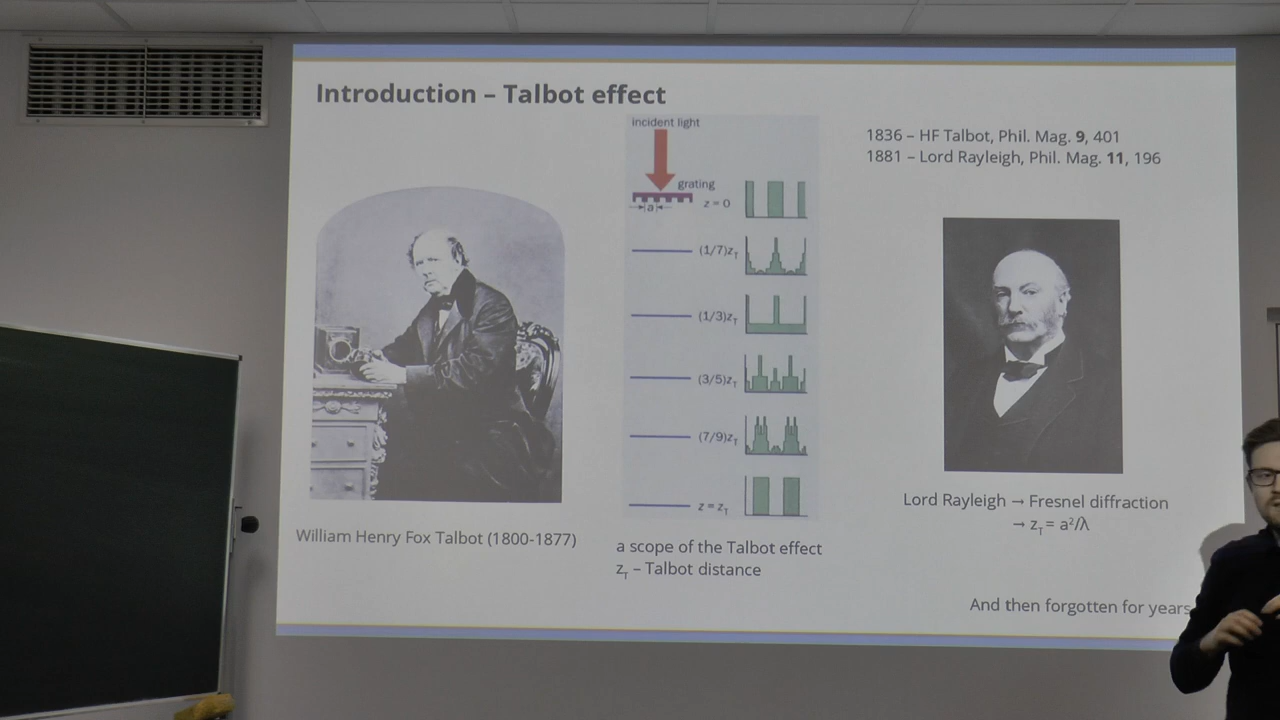 Introduction – Talbot effect
William Henry Fox Talbot (1800-1877)
incident light
grating
a
z = 0
(1/7)zT
(1/3)zT
(3/5)zT
(7/9)zT
z = zT
a scope of the Talbot effect
zT – Talbot distance
1836 – HF Talbot, Phil. Mag. 9, 401
1881 – Lord Rayleigh, Phil. Mag. 11, 196
Lord Rayleigh → Fresnel diffraction
→ zT = a²/λ
And then forgotten for years